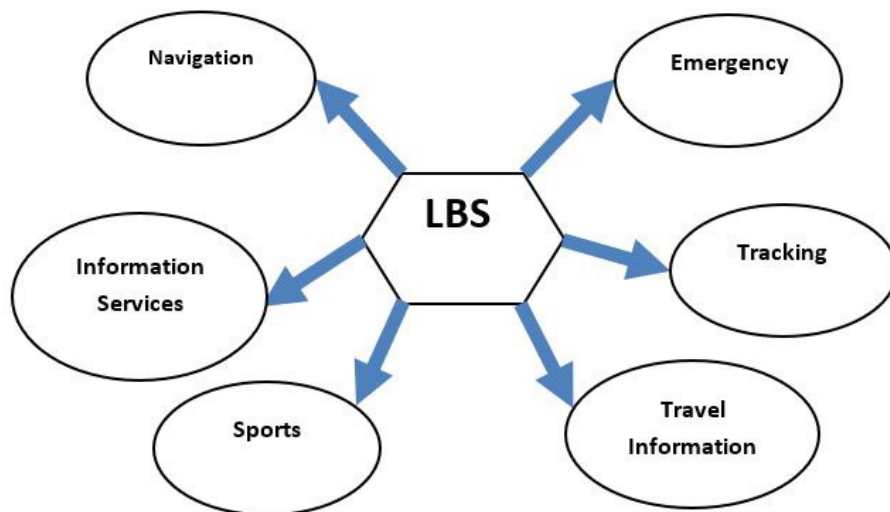 Navigation
Emergency
LBS
Information
Services
Tracking
Sports
Travel
Information